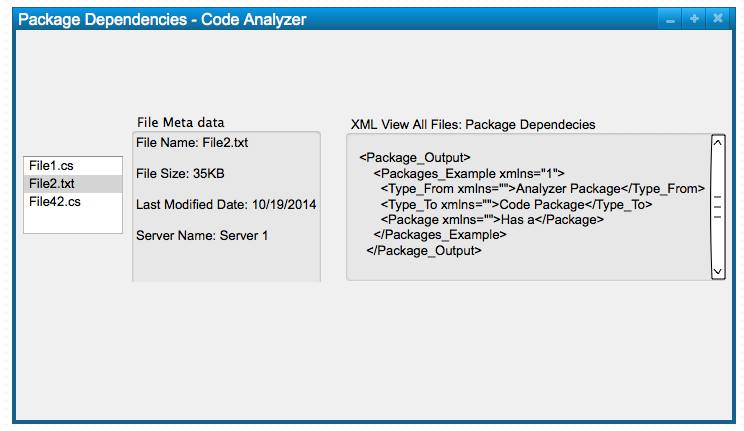 Package Dependencies - Code Analyzer
File1.cs
File2.txt
File42.cs
File Meta data
File Name: File2.txt
File Size: 35KB
Last Modified Date: 10/19/2014
Server Name: Server 1
XML View All Files: Package Dependecies
<Package_Output>
<Packages_Example xmlns="1">
<Type_From xmlns="">Analyzer Package</Type_From>
<Type_To xmlns="">Code Package</Type_To>
<Package xmlns="">Has a</Package>
</Packages_Example>
</Package_Output>